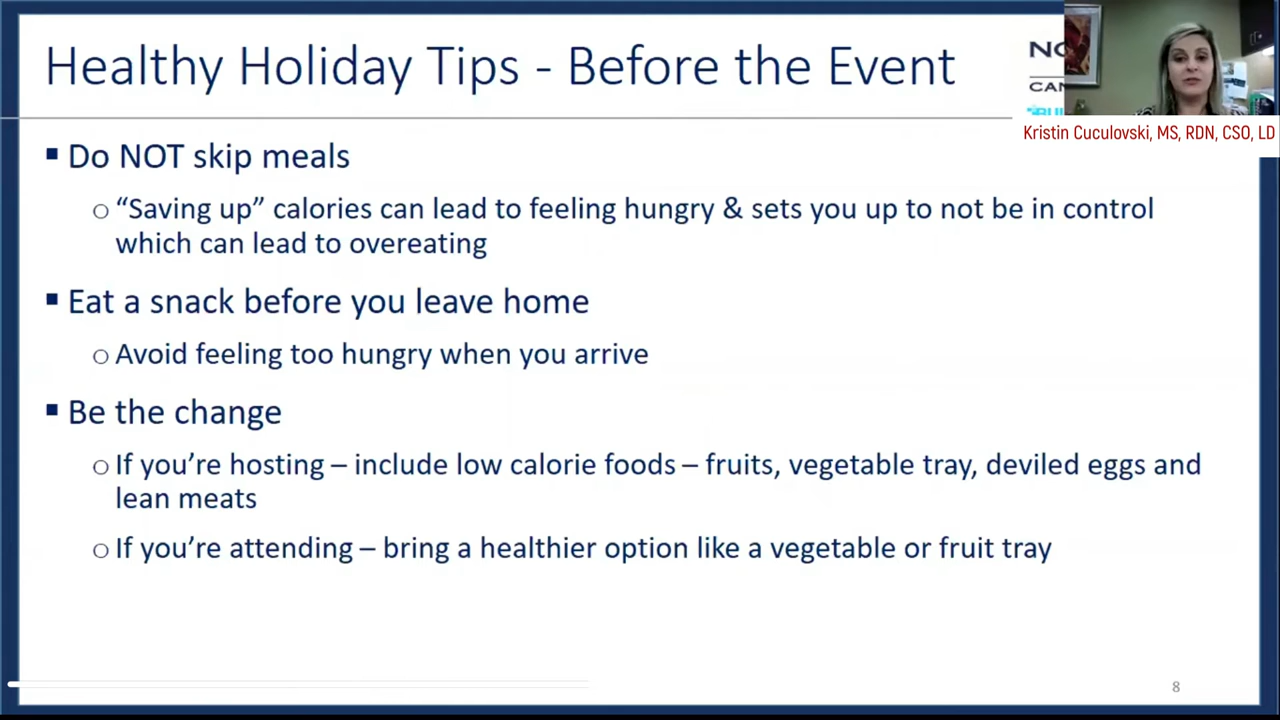 Healthy Holiday Tips - Before the Event
NO
CAN
Kristin Cuculovski, MS, RDN, CSO, LD
▪ Do NOT skip meals
○ “Saving up” calories can lead to feeling hungry & sets you up to not be in control
which can lead to overeating
▪ Eat a snack before you leave home
○ Avoid feeling too hungry when you arrive
▪ Be the change
○ If you’re hosting – include low calorie foods – fruits, vegetable tray, deviled eggs and
lean meats
○ If you’re attending – bring a healthier option like a vegetable or fruit tray
8